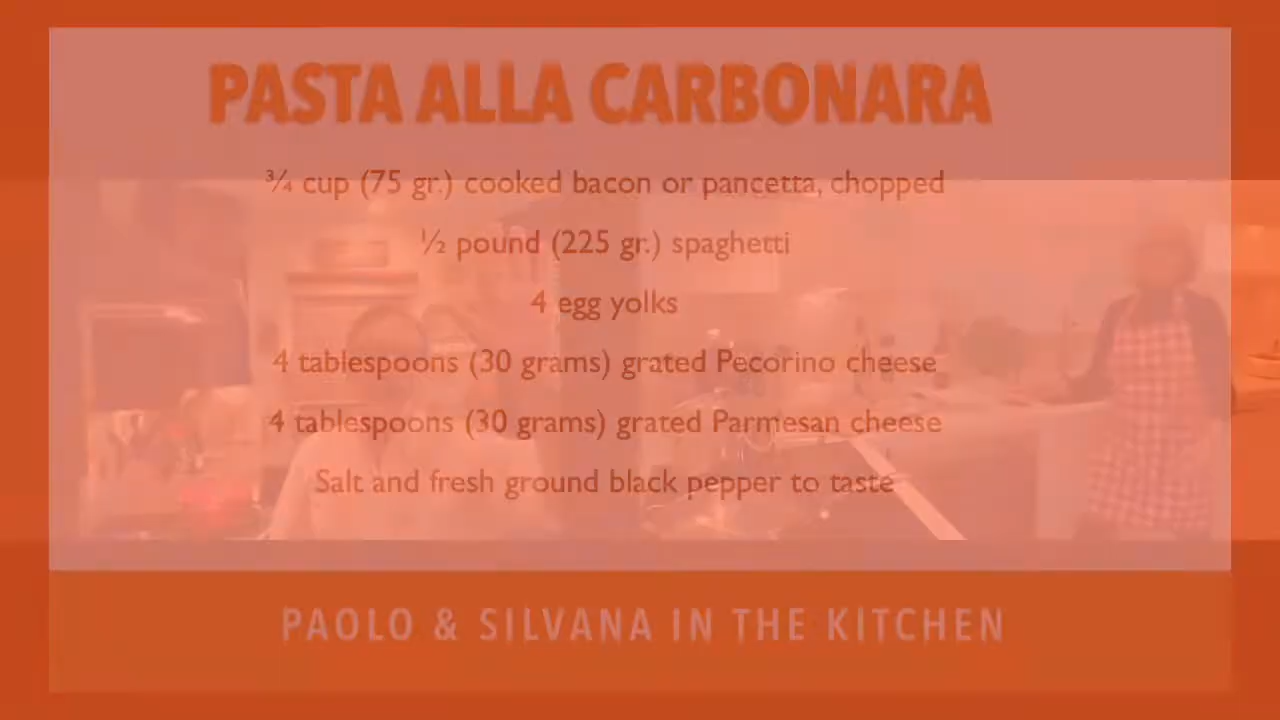 PASTA ALLA CARBONARA
¾ cup (75 gr.) cooked bacon or pancetta, chopped
½ pound (225 gr.) spaghetti
4 egg yolks
4 tablespoons (30 grams) grated Pecorino cheese
4 tablespoons (30 grams) grated Parmesan cheese
Salt and fresh ground black pepper to taste
PAOLO & SILVANA IN THE KITCHEN